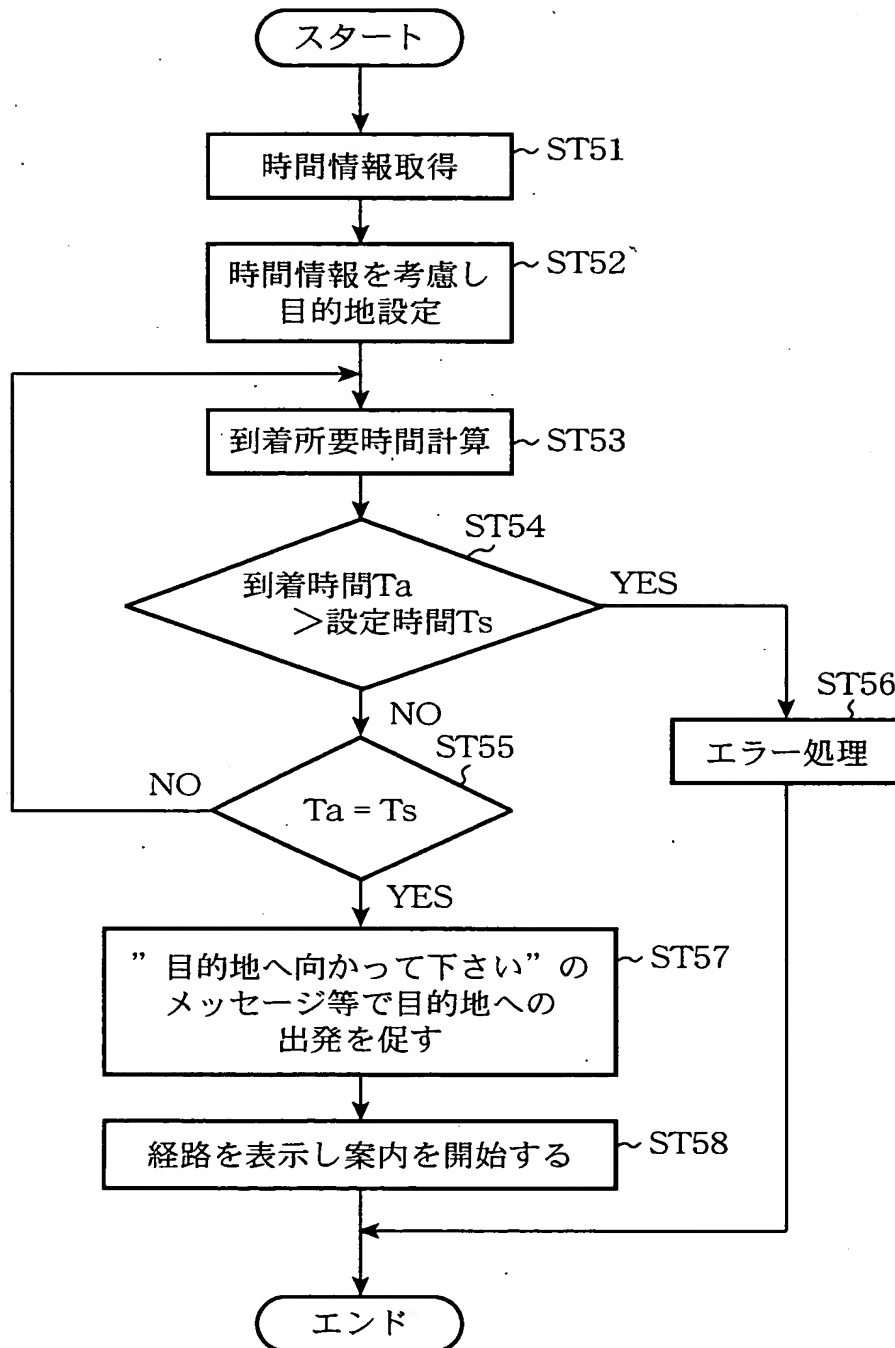 スタート
時間情報取得
ST51
時間情報を考慮し
目的地設定
ST52
到着所要時間計算
ST53
ST54
到着時間Ta
＞設定時間Ts
YES
NO
ST56
エラー処理
ST55
NO
Ta = Ts
YES
”目的地へ向かって下さい”の
メッセージ等で目的地への
出発を促す
ST57
経路を表示し案内を開始する
ST58
エンド